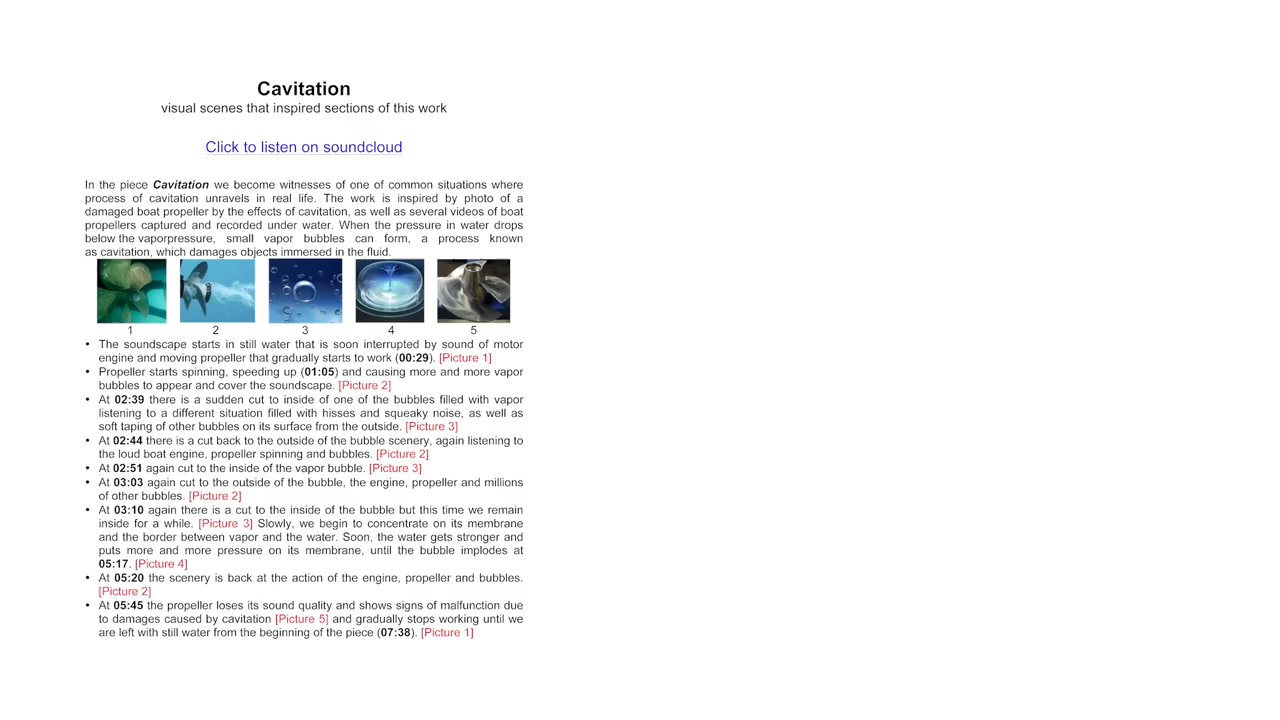 Cavitation
visual scenes that inspired sections of this work
Click to listen on soundcloud
In the piece Cavitation we become witnesses of one of common situations where
process of cavitation unravels in real life. The work is inspired by photo of a
damaged boat propeller by the effects of cavitation, as well as several videos of boat
propellers captured and recorded under water. When the pressure in water drops
below the vaporpressure, small vapor bubbles can form, a process known
as cavitation, which damages objects immersed in the fluid.
1 2 3 4 5
• The soundscape starts in still water that is soon interrupted by sound of motor
engine and moving propeller that gradually starts to work (00:29). [Picture 1]
• Propeller starts spinning, speeding up (01:05) and causing more and more vapor
bubbles to appear and cover the soundscape. [Picture 2]
• At 02:39 there is a sudden cut to inside of one of the bubbles filled with vapor
listening to a different situation filled with hisses and squeaky noise, as well as
soft taping of other bubbles on its surface from the outside. [Picture 3]
• At 02:44 there is a cut back to the outside of the bubble scenery, again listening to
the loud boat engine, propeller spinning and bubbles. [Picture 2]
• At 02:51 again cut to the inside of the vapor bubble. [Picture 3]
• At 03:03 again cut to the outside of the bubble, the engine, propeller and millions
of other bubbles. [Picture 2]
• At 03:10 again there is a cut to the inside of the bubble but this time we remain
inside for a while. [Picture 3] Slowly, we begin to concentrate on its membrane
and the border between vapor and the water. Soon, the water gets stronger and
puts more and more pressure on its membrane, until the bubble implodes at
05:17. [Picture 4]
• At 05:20 the scenery is back at the action of the engine, propeller and bubbles.
[Picture 2]
• At 05:45 the propeller loses its sound quality and shows signs of malfunction due
to damages caused by cavitation [Picture 5] and gradually stops working until we
are left with still water from the beginning of the piece (07:38). [Picture 1]